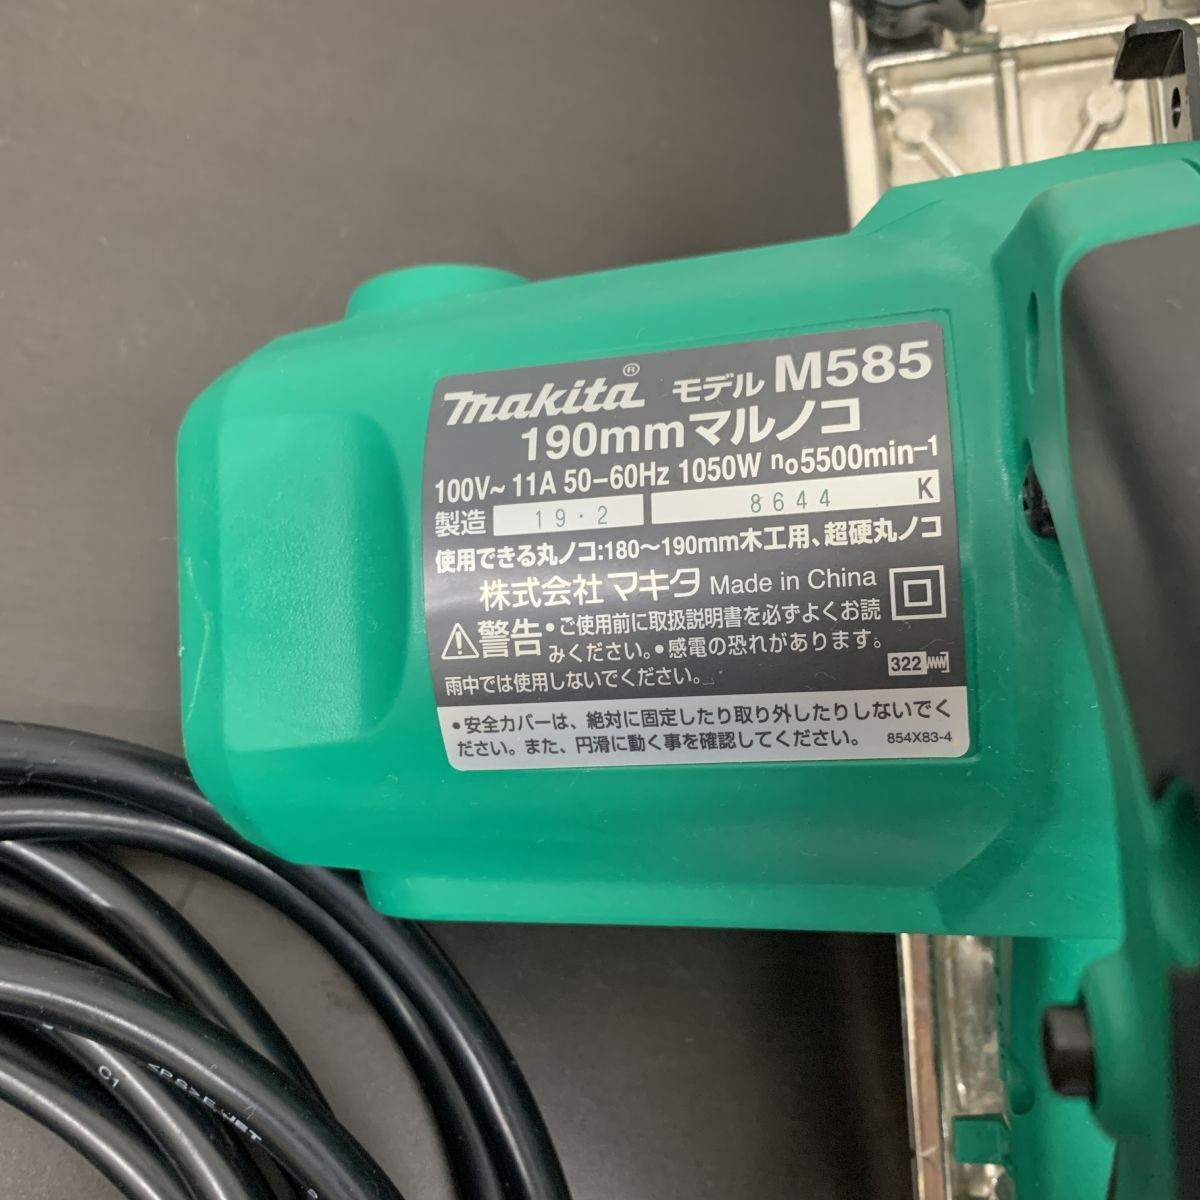 makita® モデル M585
190mmマルノコ
100V～11A 50-60Hz 1050W n₀5500min-1
製造 19・2 8644 K
使用できる丸ノコ:180～190mm木工用、超硬丸ノコ
株式会社マキタ Made in China
警告 •ご使用前に取扱説明書を必ずよくお読
みください。•感電の恐れがあります。
雨中では使用しないでください。
322
•安全カバーは、絶対に固定したり取り外したりしないでく
ださい。また、円滑に動く事を確認してください。 854X83-4
C1
<PS>E JET